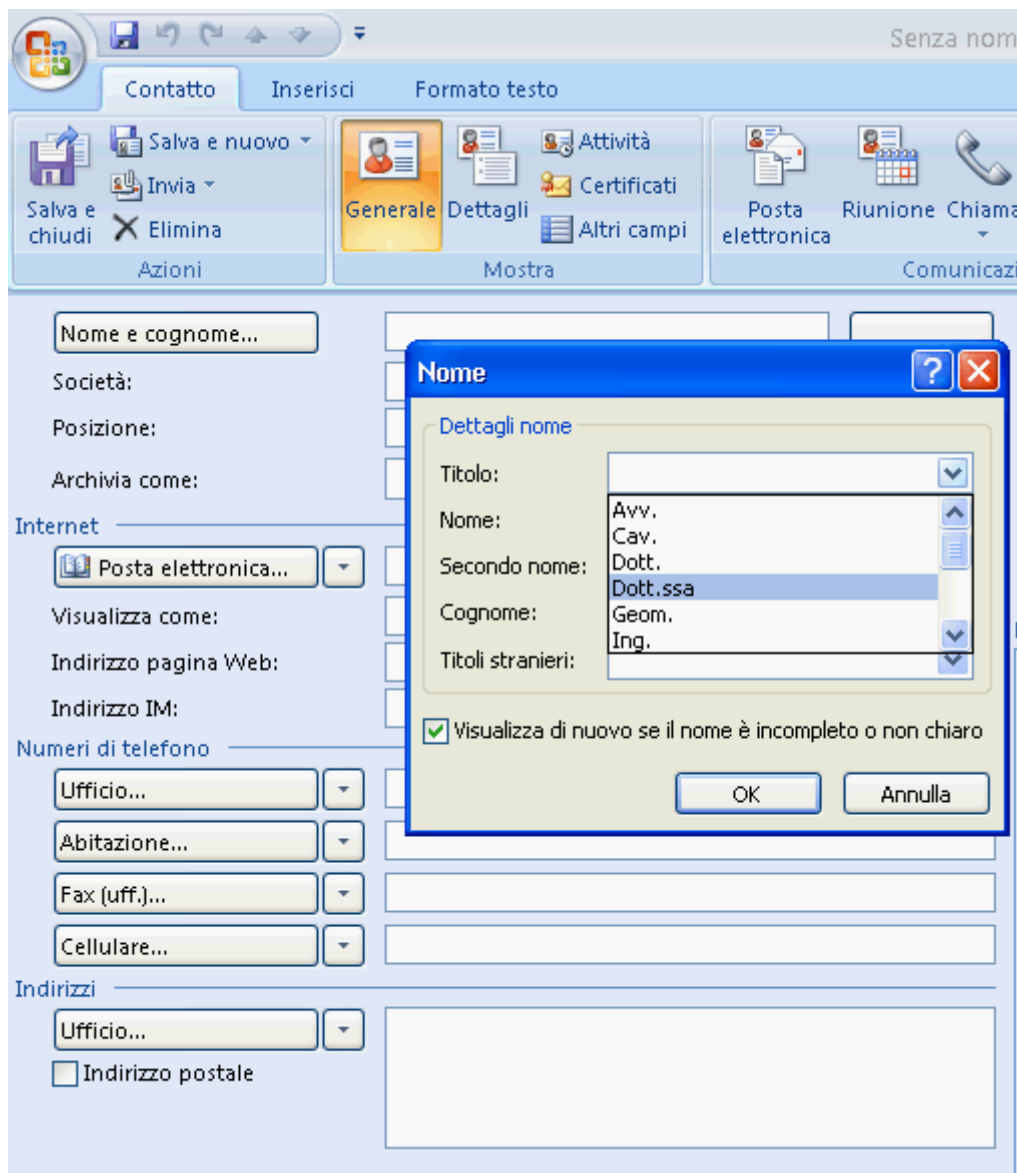 Senza nom
Contatto Inserisci Formato testo
Salva e chiudi
Salva e nuovo
Invia
Elimina
Azioni
Generale
Dettagli
Attività
Certificati
Altri campi
Mostra
Posta elettronica
Riunione
Chiama
Comunicazi
Nome e cognome...
Società:
Posizione:
Archivia come:
Internet
Posta elettronica...
Visualizza come:
Indirizzo pagina Web:
Indirizzo IM:
Numeri di telefono
Ufficio...
Abitazione...
Fax (uff.)...
Cellulare...
Indirizzi
Ufficio...
Indirizzo postale
Nome
?
Dettagli nome
Titolo:
Nome:
Secondo nome:
Cognome:
Titoli stranieri:
Avv.
Cav.
Dott.
Dott.ssa
Geom.
Ing.
Visualizza di nuovo se il nome è incompleto o non chiaro
OK Annulla